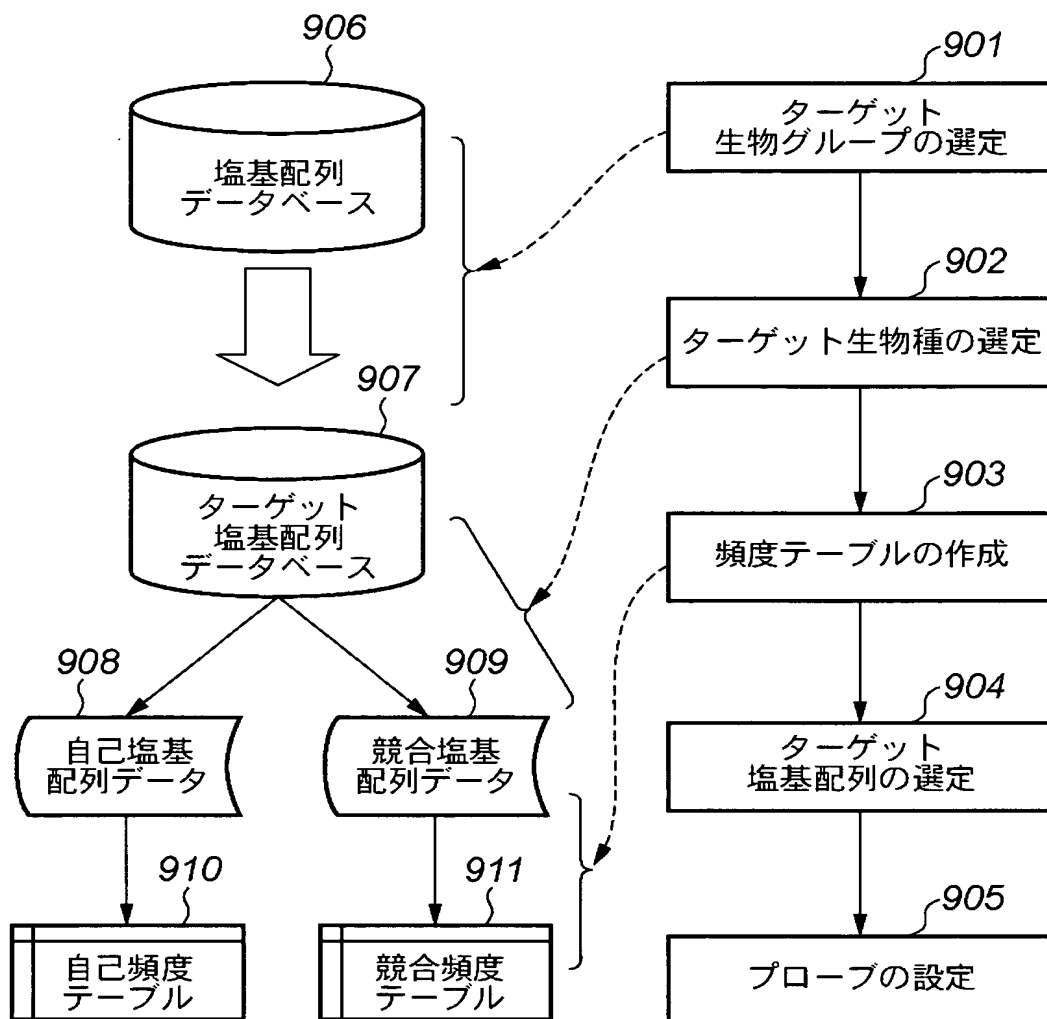 906
塩基配列
データベース
907
ターゲット
塩基配列
データベース
908
自己塩基
配列データ
909
競合塩基
配列データ
910
自己頻度
テーブル
911
競合頻度
テーブル
901
ターゲット
生物グループの選定
902
ターゲット生物種の選定
903
頻度テーブルの作成
904
ターゲット
塩基配列の選定
905
プローブの設定